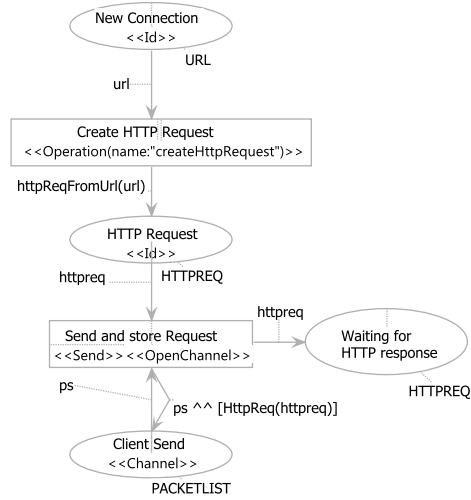 New Connection
<<Id>>
URL
url
Create HTTP Request
<<Operation(name:"createHttpRequest")>>
httpReqFromUrl(url)
HTTP Request
<<Id>>
HTTPREQ
httpreq
httpreq
Send and store Request
<<Send>> <<OpenChannel>>
Waiting for
HTTP response
HTTPREQ
ps
ps ^^ [HttpReq(httpreq)]
Client Send
<<Channel>>
PACKETLIST